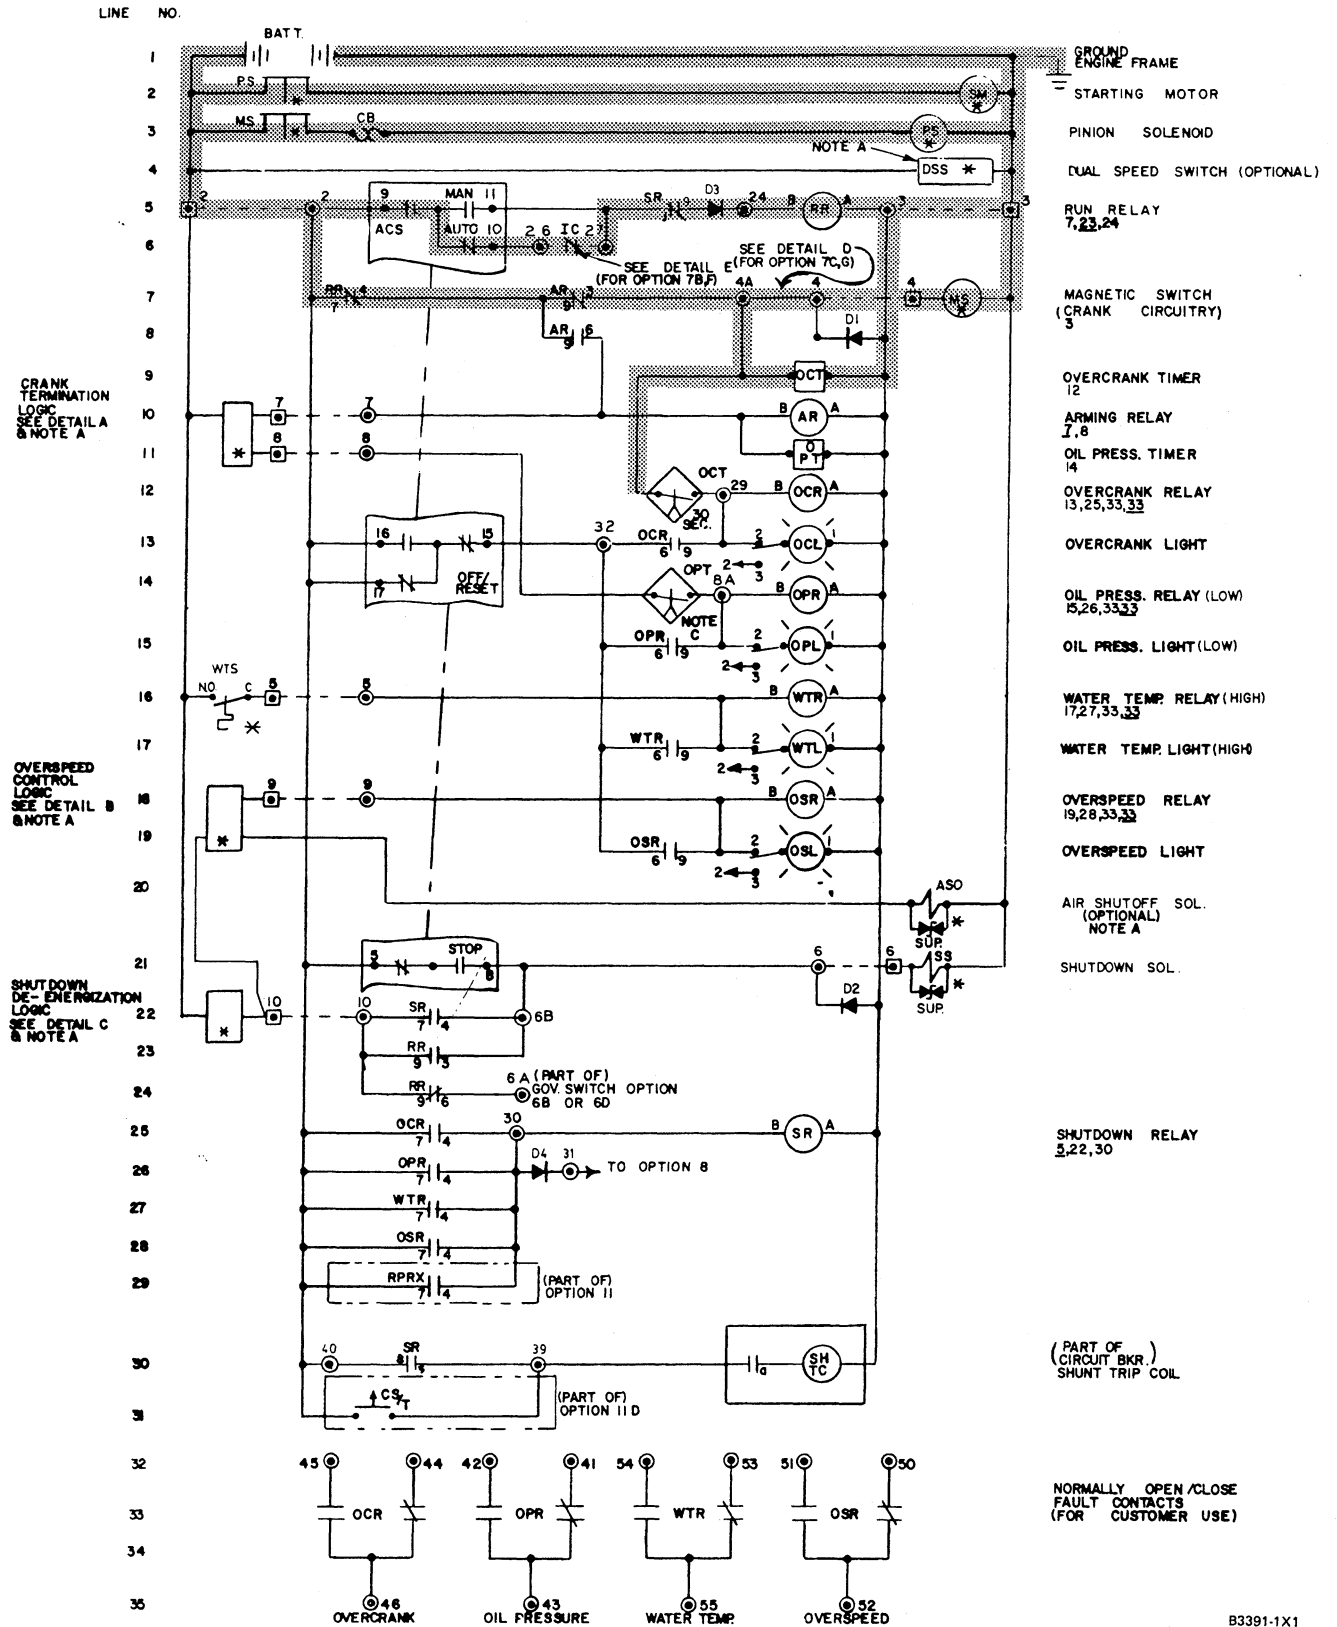 LINE NO.
BATT.
1
GROUND
ENGINE FRAME
PS
2
*
SM
*
STARTING MOTOR
MS
CB
3
*
PS
*
PINION SOLENOID
NOTE A
4
DSS *
DUAL SPEED SWITCH (OPTIONAL)
5
2
2
9
MAN 11
ACS
SR
D3
24
B
RR
A
3
3
RUN RELAY
7,23,24
6
AUTO 10
26
IC
27
SEE DETAIL E
(FOR OPTION 7B,F)
SEE DETAIL D
(FOR OPTION 7C,G)
7
RR 4
7
AR 3
9
4A
4
4
MS
*
MAGNETIC SWITCH
(CRANK CIRCUITRY)
3
8
AR 6
9
D1
9
OCT
OVERCRANK TIMER
12
CRANK
TERMINATION
LOGIC
SEE DETAIL A
& NOTE A
10
7
7
B
AR
A
ARMING RELAY
7,8
11
*
8
8
OPT
OIL PRESS. TIMER
14
12
OCT
30
SEC.
29
B
OCR
A
OVERCRANK RELAY
13,25,33,33
13
16
15
32
OCR
6 9
2
OCL
2
3
OVERCRANK LIGHT
14
17
OFF/
RESET
OPT
NOTE
C
8A
B
OPR
A
OIL PRESS. RELAY (LOW)
15,26,33,33
15
OPR
6 9
2
OPL
2
3
OIL PRESS. LIGHT (LOW)
16
WTS
NO
C
*
5
5
B
WTR
A
WATER TEMP. RELAY (HIGH)
17,27,33,33
17
WTR
6 9
2
WTL
2
3
WATER TEMP. LIGHT (HIGH)
OVERSPEED
CONTROL
LOGIC
SEE DETAIL B
& NOTE A
18
9
9
B
OSR
A
OVERSPEED RELAY
19,28,33,33
19
*
OSR
6 9
2
OSL
2
3
OVERSPEED LIGHT
20
ASO
*
SUP.
AIR SHUTOFF SOL.
(OPTIONAL)
NOTE A
21
5
STOP
6
6
6
SS
*
SUP.
SHUTDOWN SOL.
SHUTDOWN
DE-ENERGIZATION
LOGIC
SEE DETAIL C
& NOTE A
22
*
10
10
SR
7 4
6B
D2
23
RR
9 3
24
RR
9 6
6A (PART OF)
GOV. SWITCH OPTION
6B OR 6D
25
OCR
7 4
30
B
SR
A
SHUTDOWN RELAY
5,22,30
26
OPR
7 4
D4
31
TO OPTION 8
27
WTR
7 4
28
OSR
7 4
29
RPRX
7 4
(PART OF)
OPTION 11
30
40
SR
39
a
SH
TC
(PART OF
CIRCUIT BKR.)
SHUNT TRIP COIL
31
CS/T
(PART OF)
OPTION 11 D
32
45
44
42
41
54
53
51
50
33
OCR
OPR
WTR
OSR
NORMALLY OPEN/CLOSE
FAULT CONTACTS
(FOR CUSTOMER USE)
34
35
46
43
55
52
OVERCRANK
OIL PRESSURE
WATER TEMP.
OVERSPEED
B3391-1X1